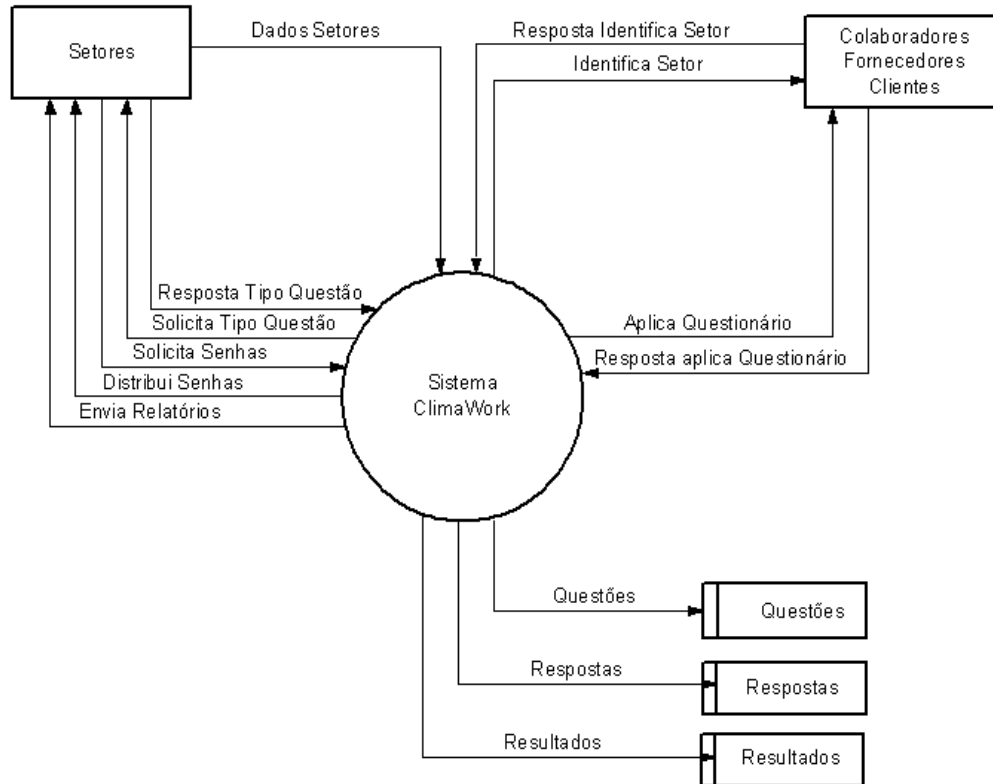 Setores
Dados Setores
Resposta Identifica Setor
Identifica Setor
Colaboradores
Fornecedores
Clientes
Resposta Tipo Questão
Solicita Tipo Questão
Solicita Senhas
Distribui Senhas
Envia Relatórios
Aplica Questionário
Resposta aplica Questionário
Sistema
ClimaWork
Questões
Questões
Respostas
Respostas
Resultados
Resultados